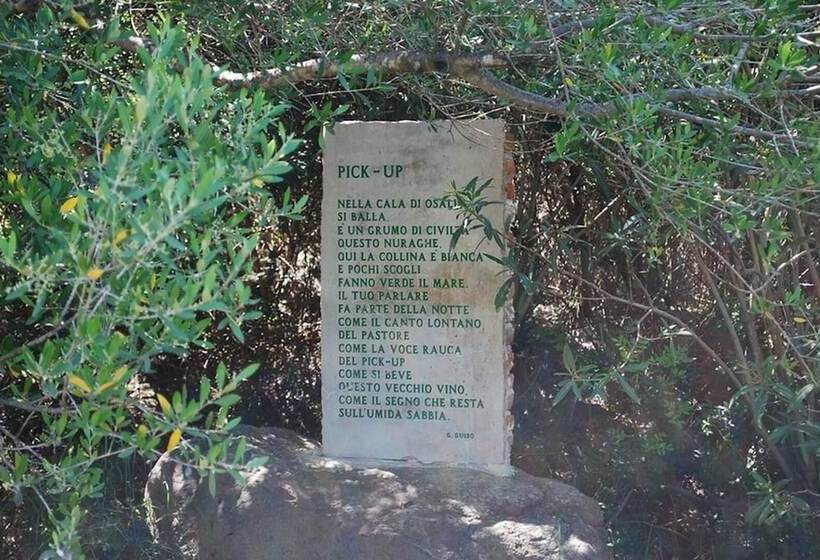 PICK-UP
NELLA CALA DI OSALI
SI BALLA.
E' UN GRUMO DI CIVILTÀ
QUESTO NURAGHE.
QUI LA COLLINA È BIANCA
E POCHI SCOGLI
FANNO VERDE IL MARE.
IL TUO PARLARE
FA PARTE DELLA NOTTE
COME IL CANTO LONTANO
DEL PASTORE
COME LA VOCE RAUCA
DEL PICK-UP
COME SI BEVE
QUESTO VECCHIO VINO,
COME IL SEGNO CHE RESTA
SULL'UMIDA SABBIA.
G. GUISO